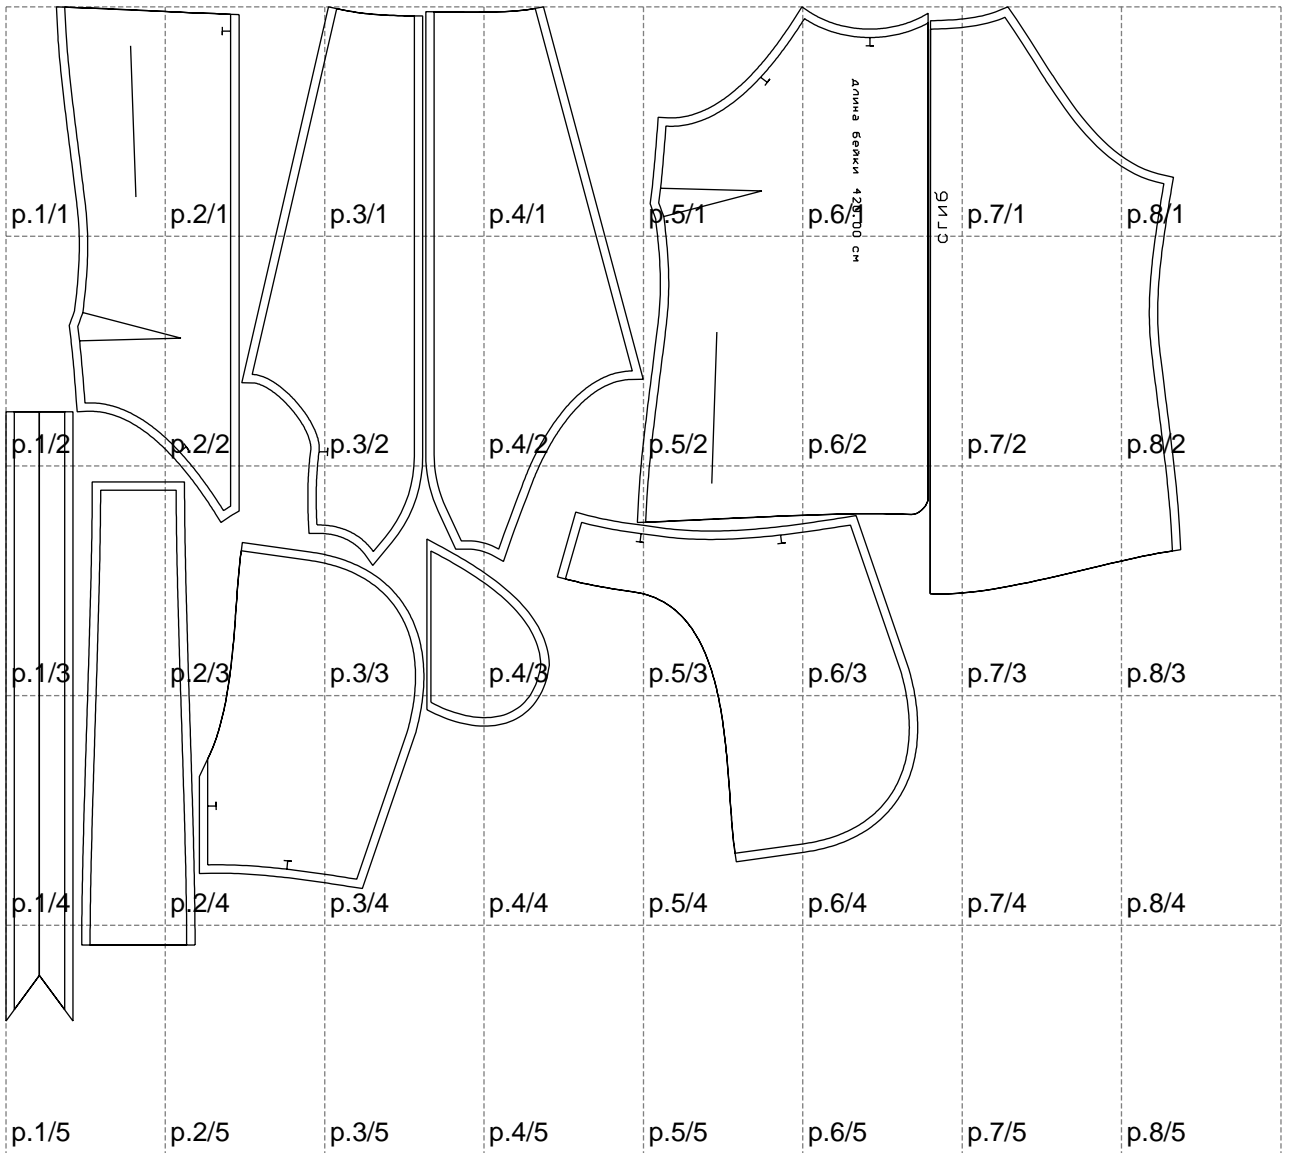 длина бейки 420.00 см
сгиб
p.1/1 p.2/1 p.3/1 p.4/1 p.5/1 p.6/1 p.7/1 p.8/1
p.1/2 p.2/2 p.3/2 p.4/2 p.5/2 p.6/2 p.7/2 p.8/2
p.1/3 p.2/3 p.3/3 p.4/3 p.5/3 p.6/3 p.7/3 p.8/3
p.1/4 p.2/4 p.3/4 p.4/4 p.5/4 p.6/4 p.7/4 p.8/4
p.1/5 p.2/5 p.3/5 p.4/5 p.5/5 p.6/5 p.7/5 p.8/5